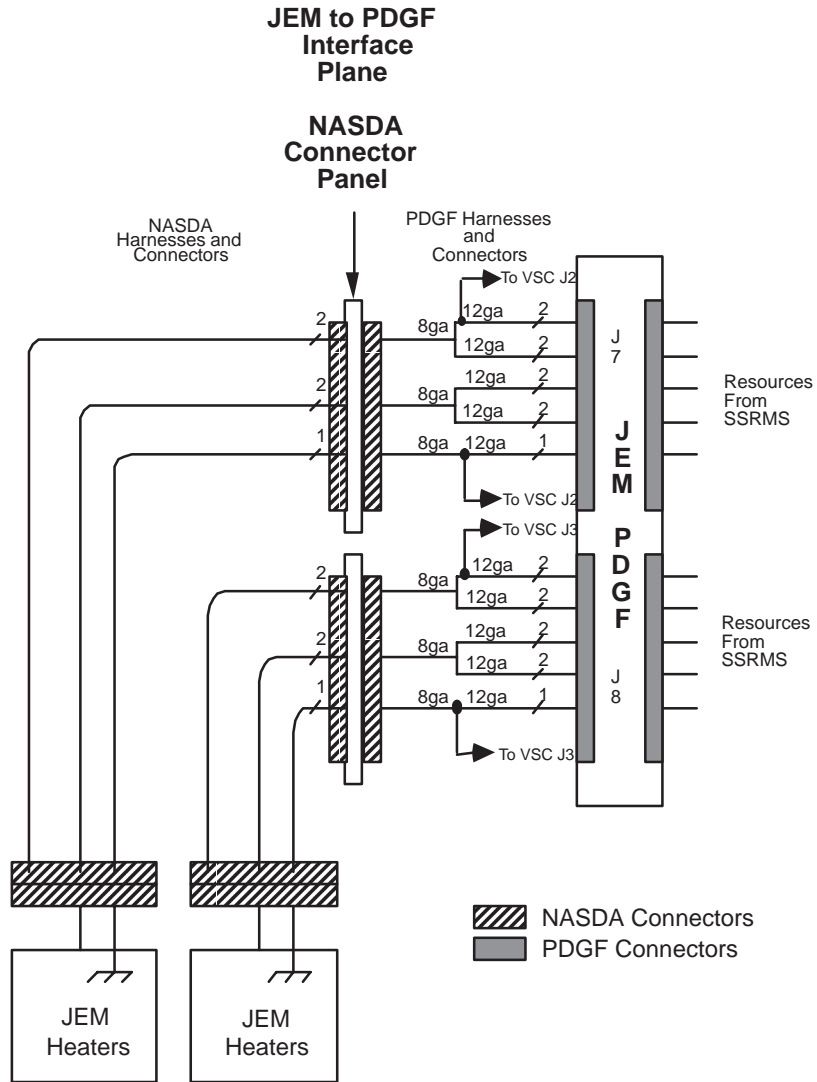 JEM to PDGF
Interface
Plane
NASDA
Connector
Panel
NASDA
Harnesses and
Connectors
PDGF Harnesses
and
Connectors
To VSC J2
2
8ga
12ga
2
12ga
2
J
7
2
8ga
12ga
2
12ga
2
Resources
From
SSRMS
1
8ga
12ga
1
To VSC J2
JEM
PDGF
To VSC J3
2
8ga
12ga
2
12ga
2
2
8ga
12ga
2
12ga
2
Resources
From
SSRMS
1
8ga
12ga
1
J
8
To VSC J3
NASDA Connectors
PDGF Connectors
JEM
Heaters
JEM
Heaters